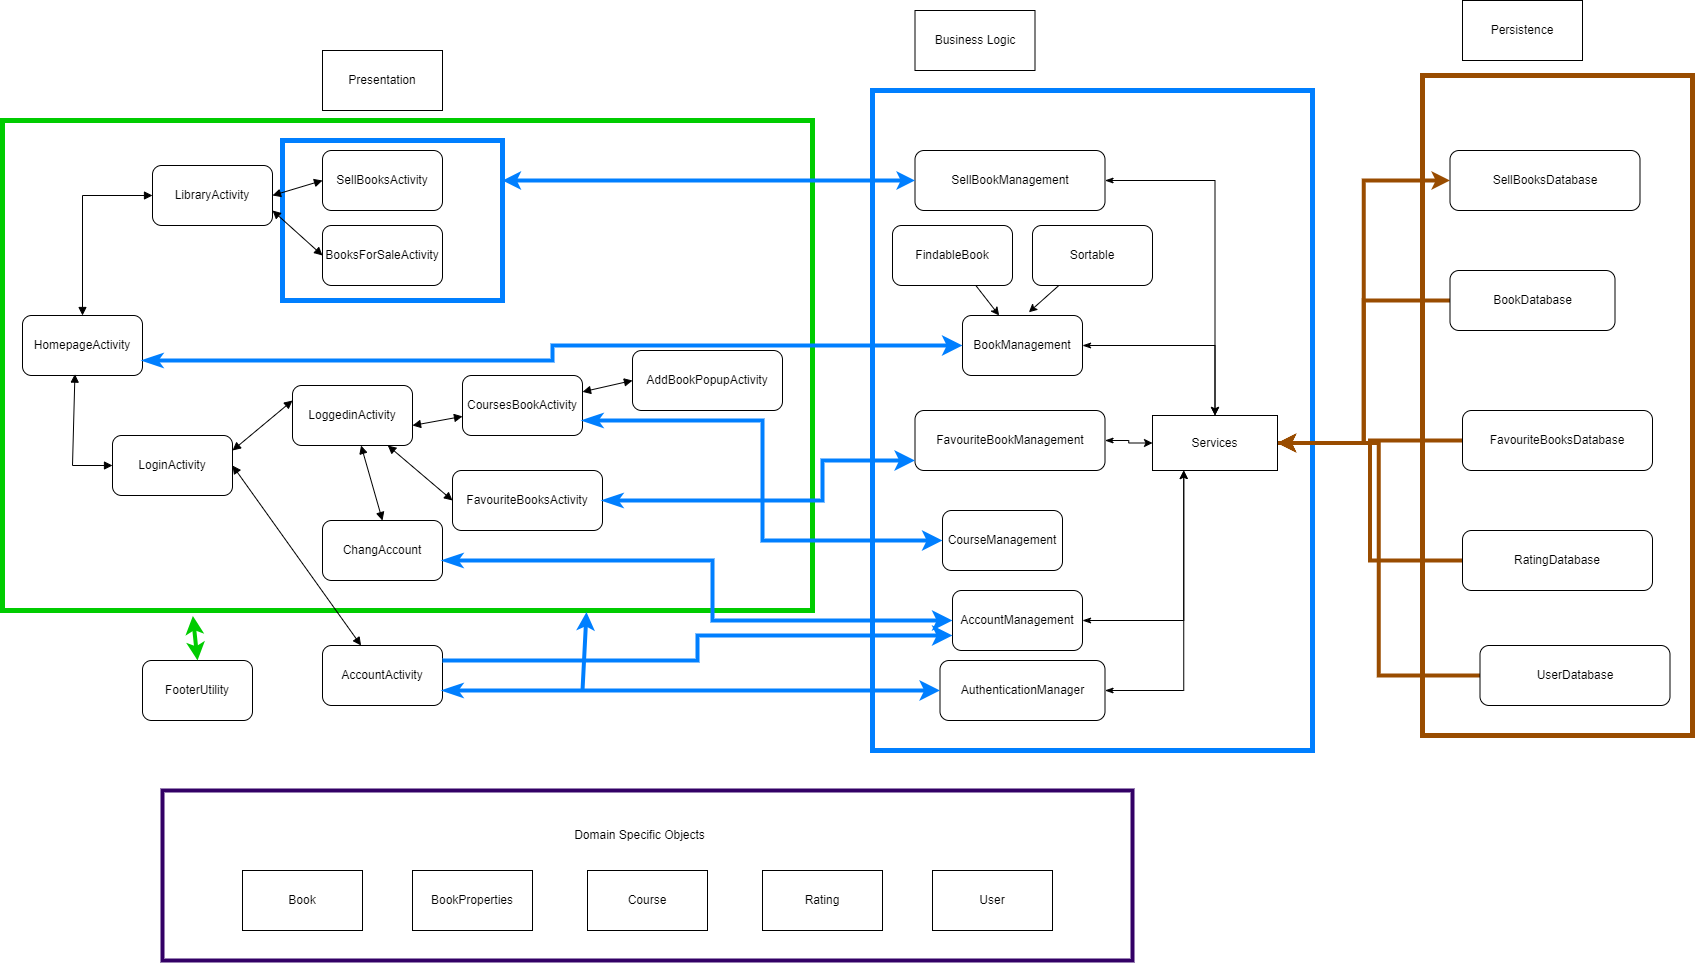 Presentation
Business Logic
Persistence
LibraryActivity
SellBooksActivity
BooksForSaleActivity
HomepageActivity
LoginActivity
LoggedinActivity
CoursesBookActivity
AddBookPopupActivity
FavouriteBooksActivity
ChangAccount
AccountActivity
FooterUtility
SellBookManagement
FindableBook
Sortable
BookManagement
FavouriteBookManagement
Services
CourseManagement
AccountManagement
AuthenticationManager
SellBooksDatabase
BookDatabase
FavouriteBooksDatabase
RatingDatabase
UserDatabase
Domain Specific Objects
Book
BookProperties
Course
Rating
User